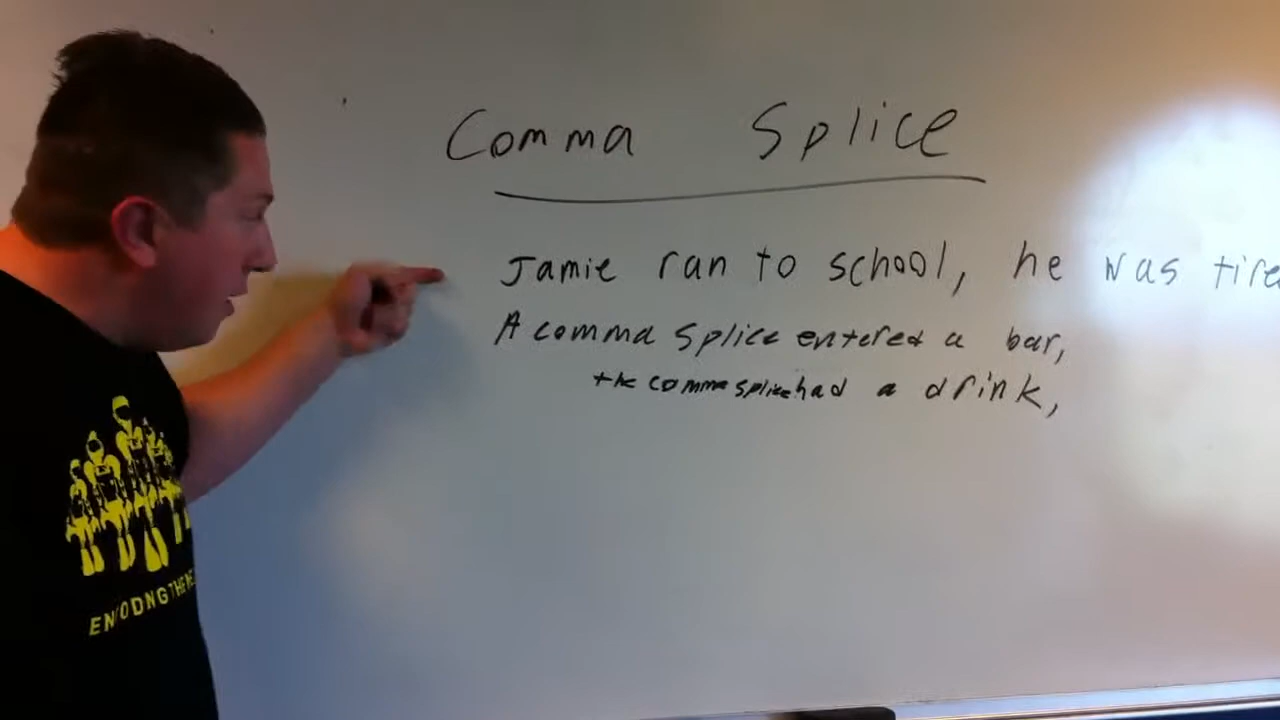 Comma Splice
Jamie ran to school, he was tire
A comma splice entered a bar,
the comma splice had a drink,